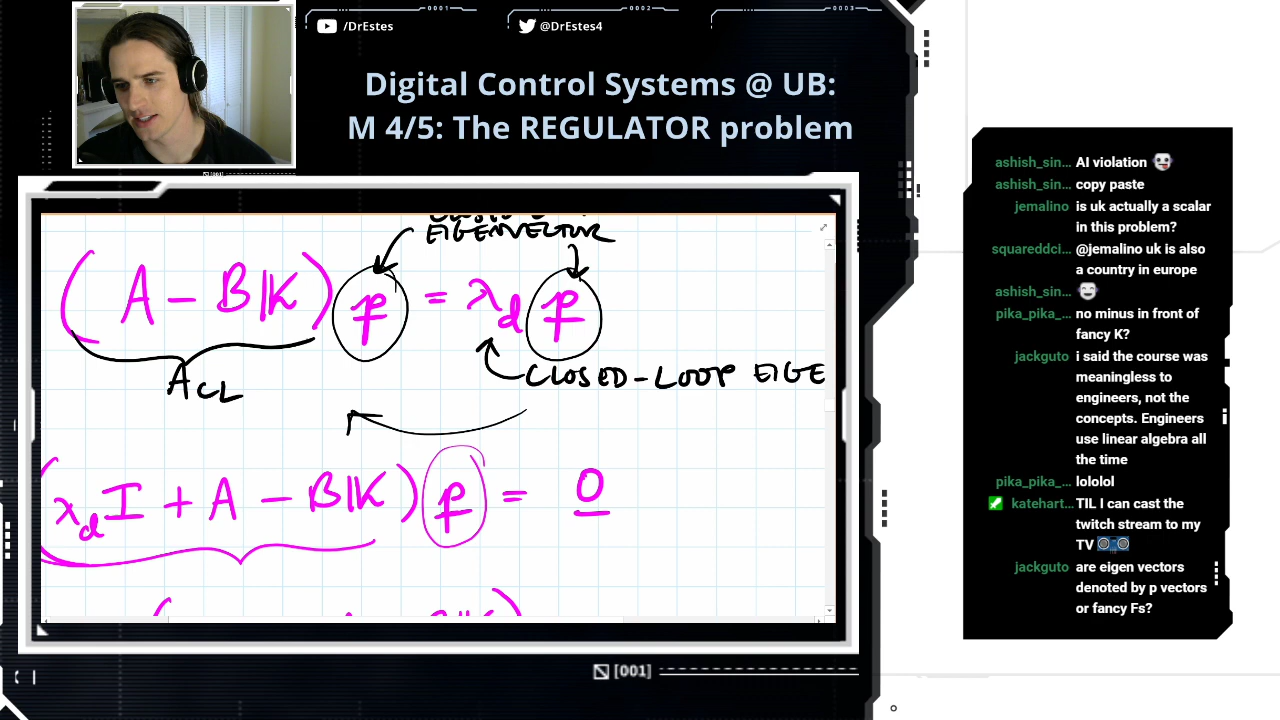 0001
0002
0003
/DrEstes
@DrEstes4
Digital Control Systems @ UB:
M 4/5: The REGULATOR problem
[001]
EIGENVECTOR
(A - BK) p = λd p
ACL
CLOSED-LOOP EIGE
λd I + A - BK) p = 0
[001]
ashish_sin... AI violation
ashish_sin... copy paste
jemalino is uk actually a scalar
in this problem?
squareddci... @jemalino uk is also
a country in europe
ashish_sin...
pika_pika_... no minus in front of
fancy K?
jackguto i said the course was
meaningless to
engineers, not the
concepts. Engineers
use linear algebra all
the time
pika_pika_... lololol
katehart... TIL I can cast the
twitch stream to my
TV
jackguto are eigen vectors
denoted by p vectors
or fancy Fs?